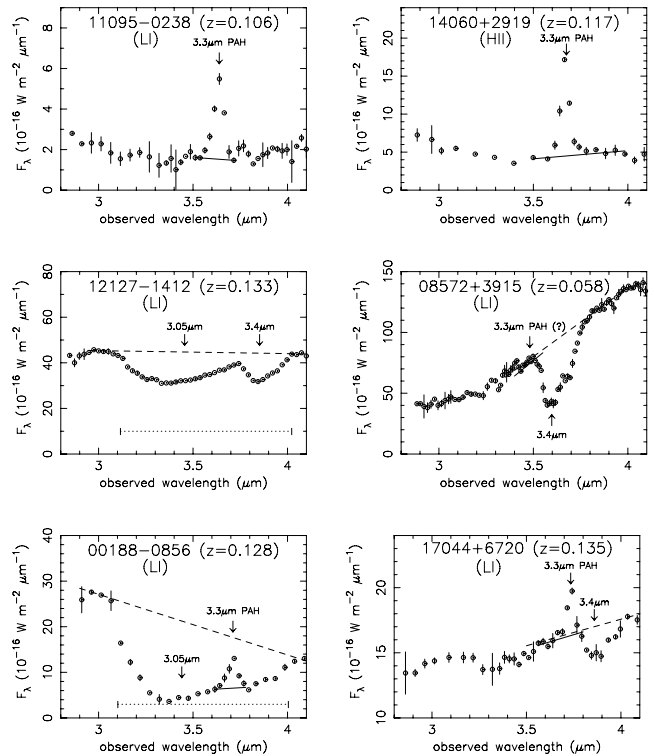 11095−0238 (z=0.106)
(LI)
3.3μm PAH
8
6
4
2
0
F_λ (10⁻¹⁶ W m⁻² μm⁻¹)
3 3.5 4
observed wavelength (μm)
14060+2919 (z=0.117)
(HII)
3.3μm PAH
20
15
10
5
0
F_λ (10⁻¹⁶ W m⁻² μm⁻¹)
3 3.5 4
observed wavelength (μm)
12127−1412 (z=0.133)
(LI)
3.05μm 3.4μm
80
60
40
20
0
F_λ (10⁻¹⁶ W m⁻² μm⁻¹)
3 3.5 4
observed wavelength (μm)
08572+3915 (z=0.058)
(LI)
3.3μm PAH (?)
3.4μm
150
100
50
0
F_λ (10⁻¹⁶ W m⁻² μm⁻¹)
3 3.5 4
observed wavelength (μm)
00188−0856 (z=0.128)
(LI)
3.3μm PAH
3.05μm
40
30
20
10
0
F_λ (10⁻¹⁶ W m⁻² μm⁻¹)
3 3.5 4
observed wavelength (μm)
17044+6720 (z=0.135)
(LI)
3.3μm PAH
3.4μm
20
15
10
F_λ (10⁻¹⁶ W m⁻² μm⁻¹)
3 3.5 4
observed wavelength (μm)